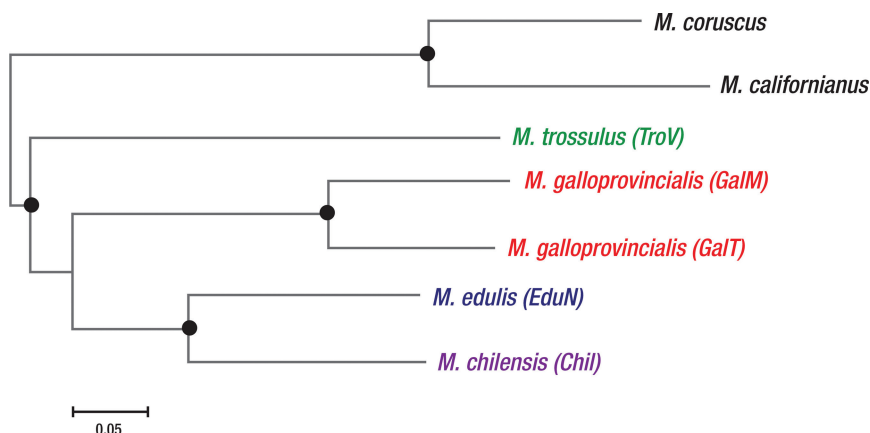 M. coruscus
M. californianus
M. trossulus (TroV)
M. galloprovincialis (GalM)
M. galloprovincialis (GalT)
M. edulis (EduN)
M. chilensis (Chil)
0.05